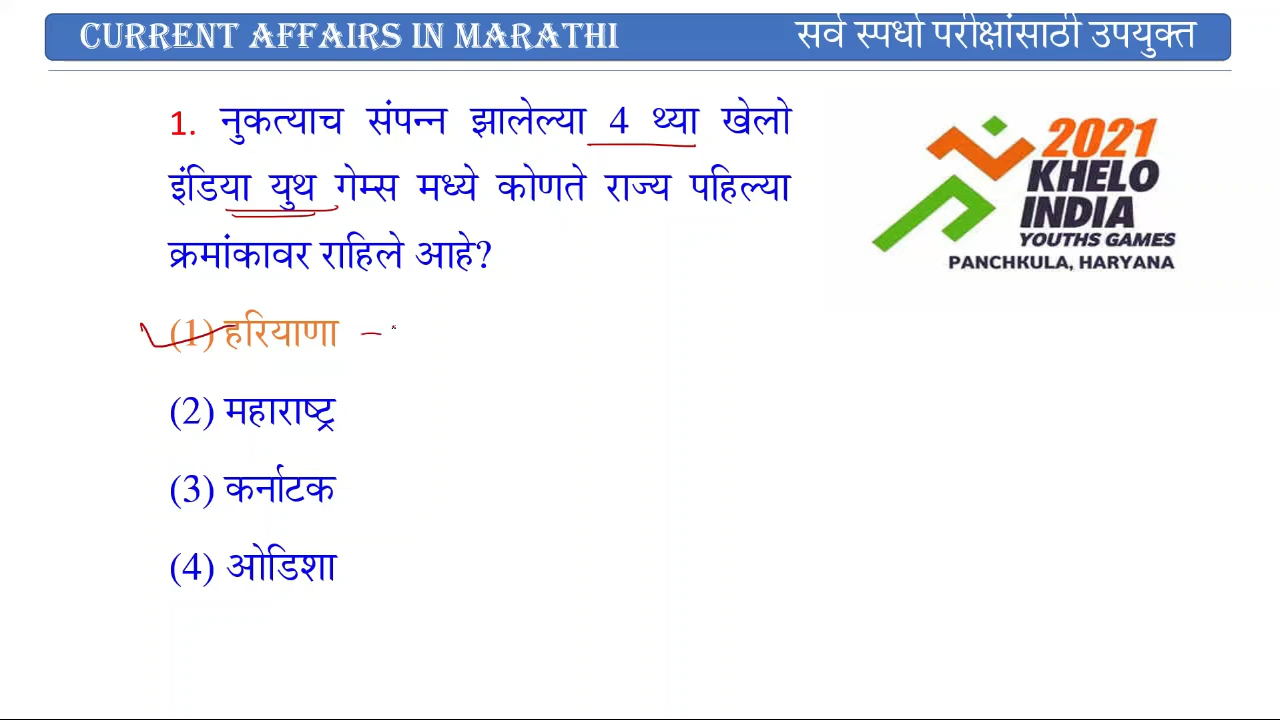 CURRENT AFFAIRS IN MARATHI
सर्व स्पर्धा परीक्षांसाठी उपयुक्त
1. नुकत्याच संपन्न झालेल्या 4 थ्या खेलो
इंडिया युथ गेम्स मध्ये कोणते राज्य पहिल्या
क्रमांकावर राहिले आहे?
2021
KHELO
INDIA
YOUTHS GAMES
PANCHKULA, HARYANA
(1) हरियाणा
(2) महाराष्ट्र
(3) कर्नाटक
(4) ओडिशा